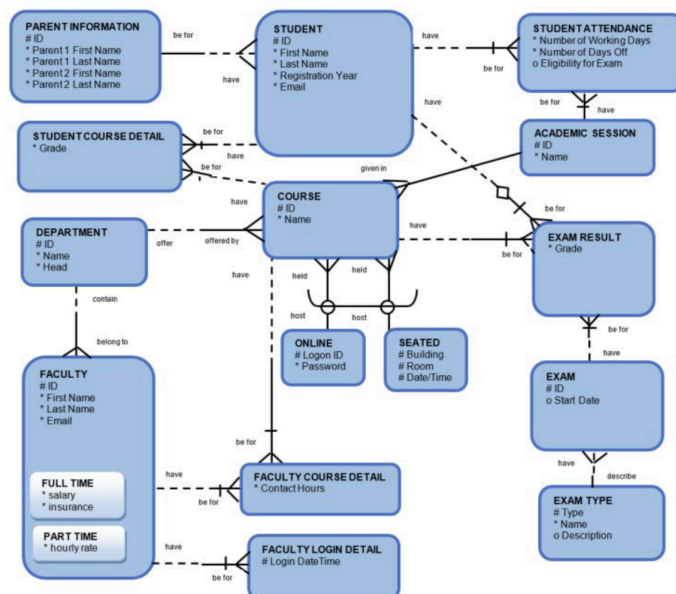 PARENT INFORMATION
# ID
* Parent 1 First Name
* Parent 1 Last Name
* Parent 2 First Name
* Parent 2 Last Name
be for
have
STUDENT
# ID
* First Name
* Last Name
* Registration Year
* Email
have
be for
have
STUDENT ATTENDANCE
* Number of Working Days
* Number of Days Off
o Eligibility for Exam
be for
have
ACADEMIC SESSION
# ID
* Name
STUDENT COURSE DETAIL
* Grade
be for
have
be for
have
given in
COURSE
# ID
* Name
DEPARTMENT
# ID
* Name
* Head
offer
offered by
have
have
be for
be for
EXAM RESULT
* Grade
held
held
host
host
contain
belong to
ONLINE
# Logon ID
* Password
SEATED
# Building
# Room
# Date/Time
be for
have
EXAM
# ID
o Start Date
FACULTY
# ID
* First Name
* Last Name
* Email
FULL TIME
* salary
* insurance
PART TIME
* hourly rate
be for
have
be for
FACULTY COURSE DETAIL
* Contact Hours
have
describe
EXAM TYPE
# Type
* Name
o Description
have
be for
FACULTY LOGIN DETAIL
# Login DateTime